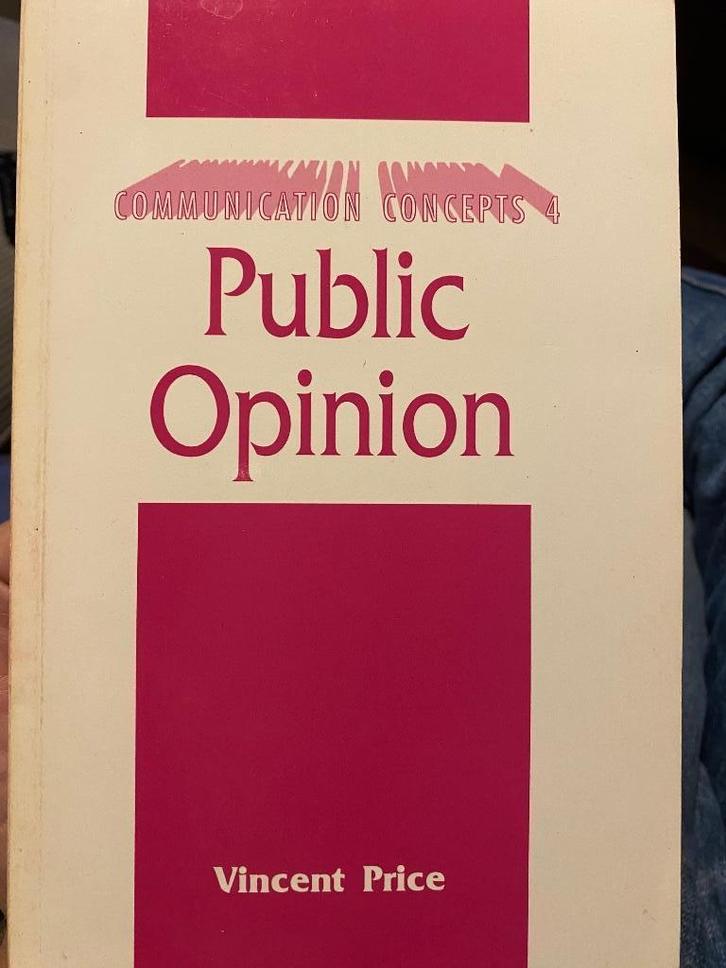 COMMUNICATION CONCEPTS 4
Public
Opinion
Vincent Price